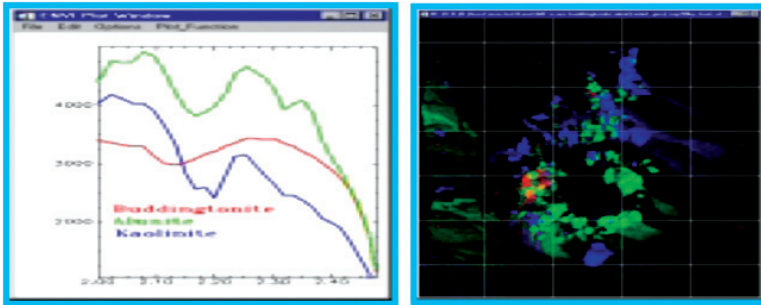 ENVI Plot Window
File Edit Options Plot_Function
4000
3000
2000
Buddingtonite
Alunite
Kaolinite
2.00 2.10 2.20 2.30 2.40